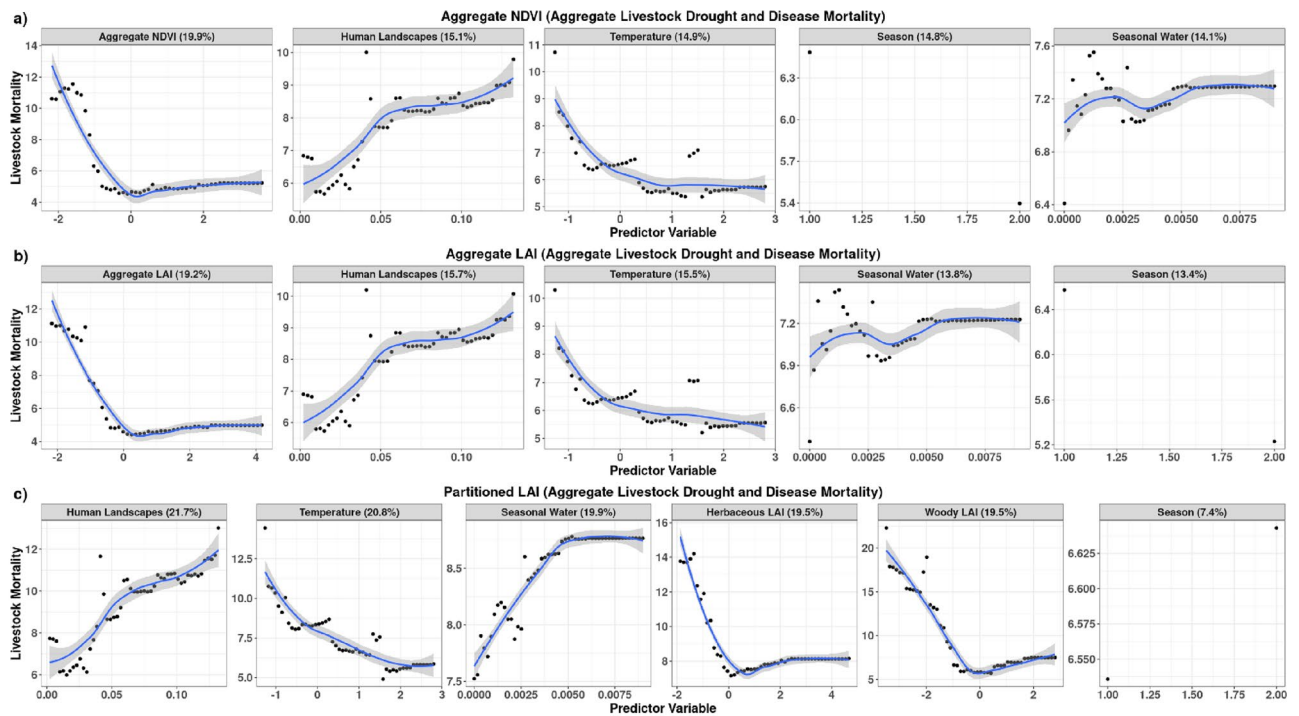 a) Aggregate NDVI (Aggregate Livestock Drought and Disease Mortality)
Aggregate NDVI (19.9%) Human Landscapes (15.1%) Temperature (14.9%) Season (14.8%) Seasonal Water (14.1%)
Livestock Mortality
14 12 10 8 6 4
-2 0 2
10 9 8 7 6
0.00 0.05 0.10
11 10 9 8 7 6 5
-1 0 1 2 3
6.3 6.0 5.7 5.4
1.00 1.25 1.50 1.75 2.00
7.6 7.2 6.8 6.4
0.0000 0.0025 0.0050 0.0075
Predictor Variable
b) Aggregate LAI (Aggregate Livestock Drought and Disease Mortality)
Aggregate LAI (19.2%) Human Landscapes (15.7%) Temperature (15.5%) Seasonal Water (13.8%) Season (13.4%)
Livestock Mortality
12 10 8 6 4
-2 0 2 4
10 9 8 7 6
0.00 0.05 0.10
10 9 8 7 6 5
-1 0 1 2 3
7.2 6.9 6.6
0.0000 0.0025 0.0050 0.0075
6.4 6.0 5.6 5.2
1.00 1.25 1.50 1.75 2.00
Predictor Variable
c) Partitioned LAI (Aggregate Livestock Drought and Disease Mortality)
Human Landscapes (21.7%) Temperature (20.8%) Seasonal Water (19.9%) Herbaceous LAI (19.5%) Woody LAI (19.5%) Season (7.4%)
Livestock Mortality
12 10 8 6
0.00 0.05 0.10
12.5 10.0 7.5 5.0
-1 0 1 2 3
8.5 8.0 7.5
0.0000 0.0025 0.0050 0.0075
16 14 12 10 8
-2 0 2 4
20 15 10 5
-2 0 2
6.625 6.600 6.575 6.550
1.00 1.25 1.50 1.75 2.00
Predictor Variable